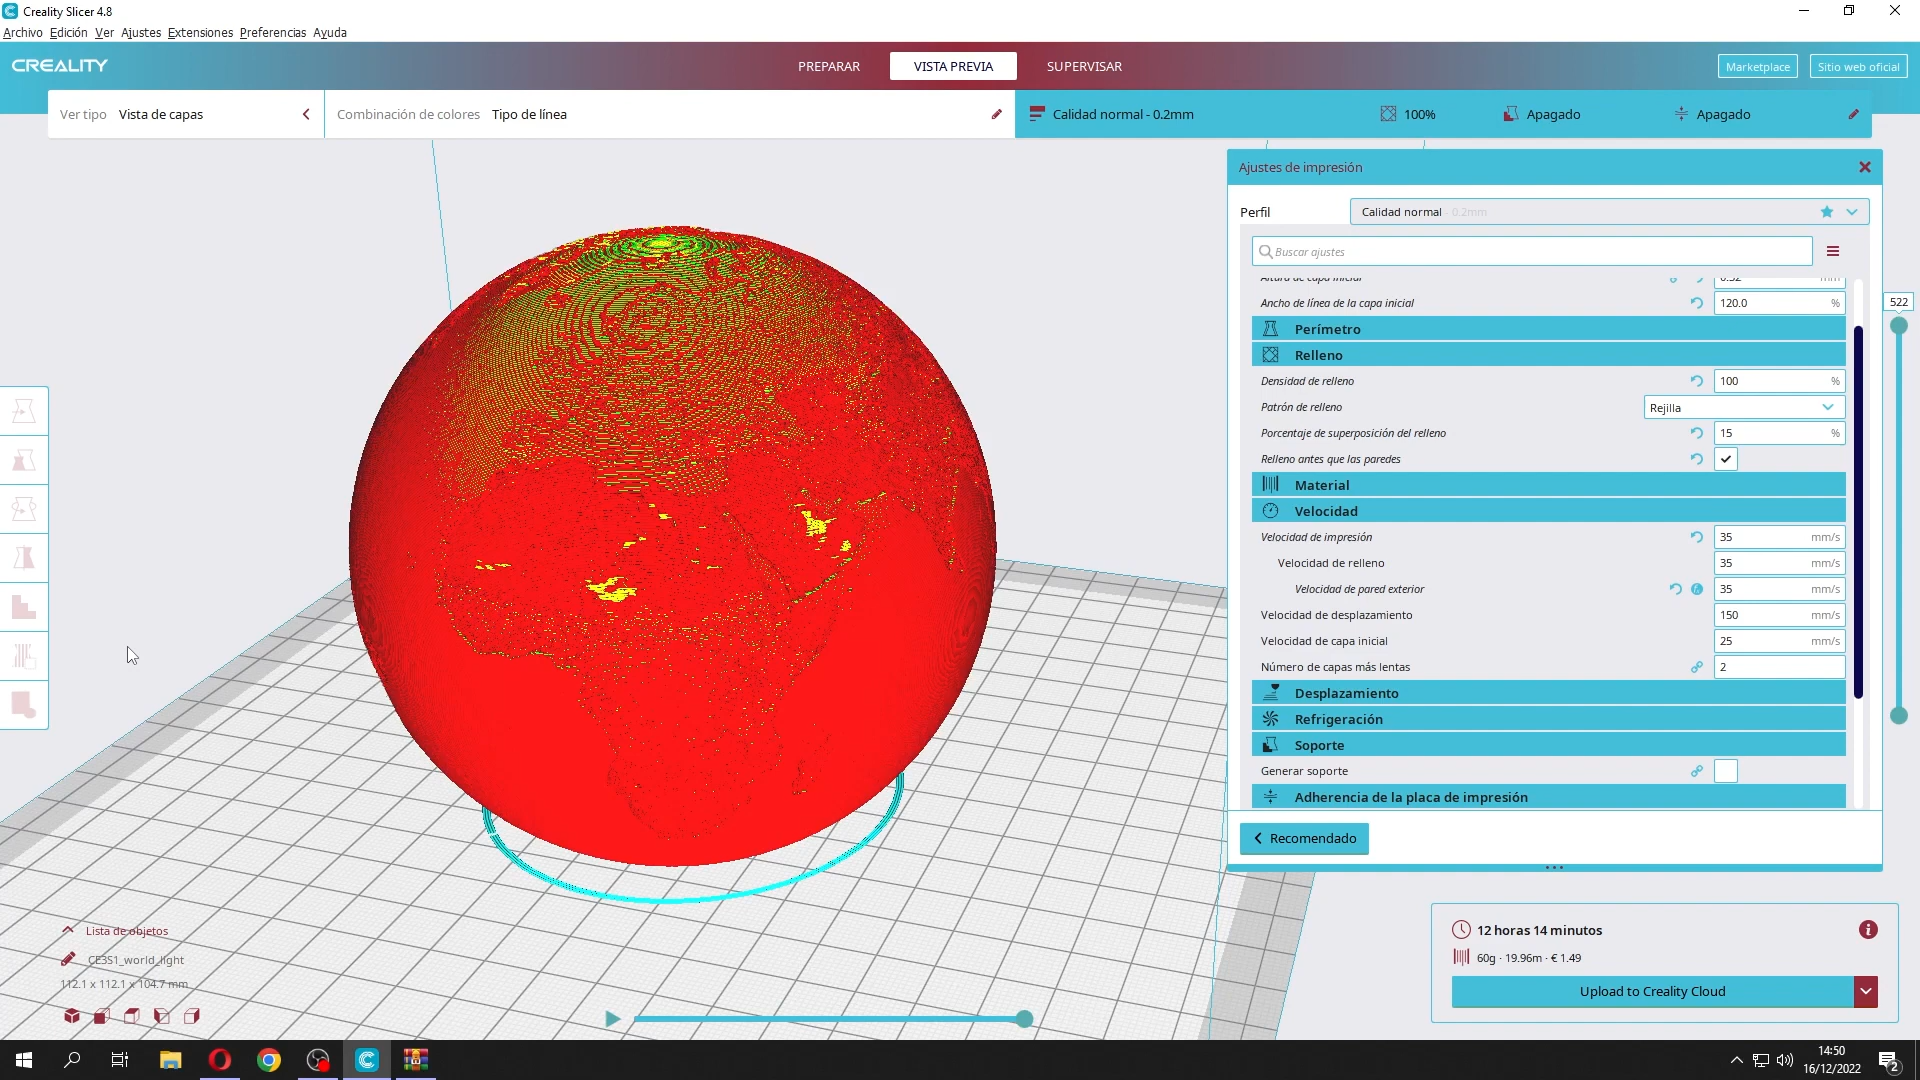 Creality Slicer 4.8
Archivo Edición Ver Ajustes Extensiones Preferencias Ayuda
CREALITY
PREPARAR
VISTA PREVIA
SUPERVISAR
Marketplace
Sitio web oficial
Ver tipo Vista de capas
Combinación de colores Tipo de línea
Calidad normal - 0.2mm
100%
Apagado
Apagado
Ajustes de impresión
Perfil
Calidad normal - 0.2mm
Buscar ajustes
Altura de capa inicial 0.32 mm
Ancho de línea de la capa inicial 120.0 %
Perímetro
Relleno
Densidad de relleno 100 %
Patrón de relleno Rejilla
Porcentaje de superposición del relleno 15 %
Relleno antes que las paredes
Material
Velocidad
Velocidad de impresión 35 mm/s
Velocidad de relleno 35 mm/s
Velocidad de pared exterior 35 mm/s
Velocidad de desplazamiento 150 mm/s
Velocidad de capa inicial 25 mm/s
Número de capas más lentas 2
Desplazamiento
Refrigeración
Soporte
Generar soporte
Adherencia de la placa de impresión
Recomendado
522
Lista de objetos
CE3S1_world_light
112.1 x 112.1 x 104.7 mm
12 horas 14 minutos
60g · 19.96m · € 1.49
Upload to Creality Cloud
14:50
16/12/2022
2